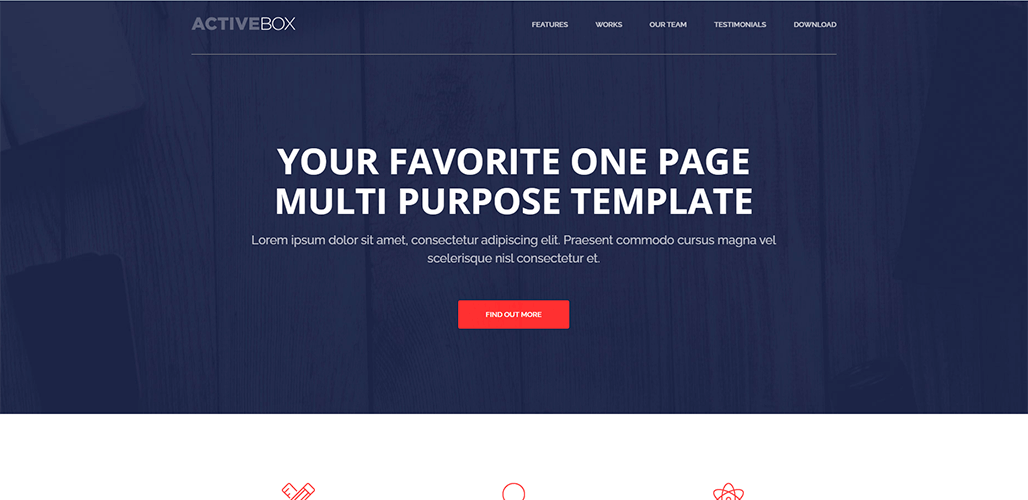 ACTIVEBOX
FEATURES WORKS OUR TEAM TESTIMONIALS DOWNLOAD
YOUR FAVORITE ONE PAGE
MULTI PURPOSE TEMPLATE
Lorem ipsum dolor sit amet, consectetur adipiscing elit. Praesent commodo cursus magna vel
scelerisque nisl consectetur et.
FIND OUT MORE